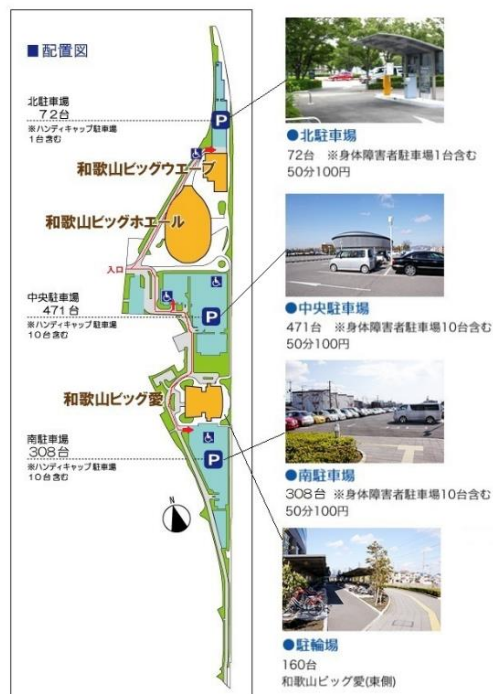 ■配置図
北駐車場
72台
※ハンディキャップ駐車場
1台含む
P
和歌山ビッグウエーブ
和歌山ビッグホエール
入口
中央駐車場
471台
※ハンディキャップ駐車場
10台含む
P
和歌山ビッグ愛
南駐車場
308台
※ハンディキャップ駐車場
10台含む
P
N
●北駐車場
72台 ※身体障害者駐車場1台含む
50分100円
●中央駐車場
471台 ※身体障害者駐車場10台含む
50分100円
●南駐車場
308台 ※身体障害者駐車場10台含む
50分100円
●駐輪場
160台
和歌山ビッグ愛(東側)